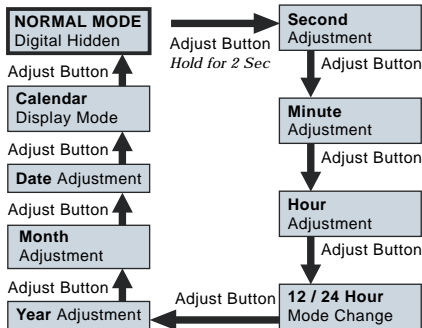 NORMAL MODE
Digital Hidden
Adjust Button
Hold for 2 Sec
Second
Adjustment
Adjust Button
Minute
Adjustment
Adjust Button
Hour
Adjustment
Adjust Button
12 / 24 Hour
Mode Change
Adjust Button
Year Adjustment
Adjust Button
Month
Adjustment
Adjust Button
Date Adjustment
Adjust Button
Calendar
Display Mode
Adjust Button